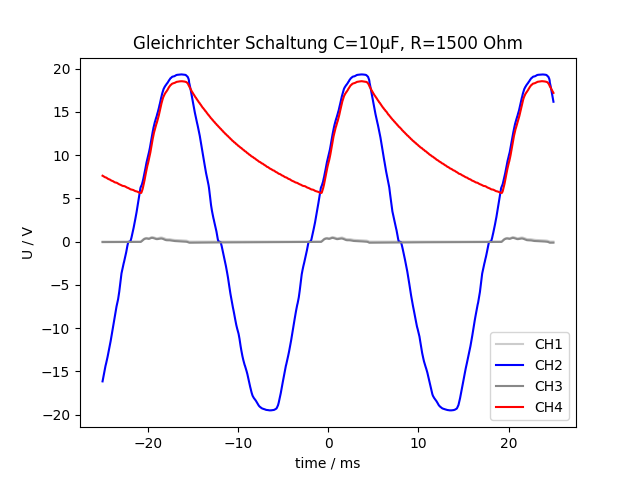 Gleichrichter Schaltung C=10μF, R=1500 Ohm
U / V
20
15
10
5
0
−5
−10
−15
−20
−20
−10
0
10
20
time / ms
CH1
CH2
CH3
CH4